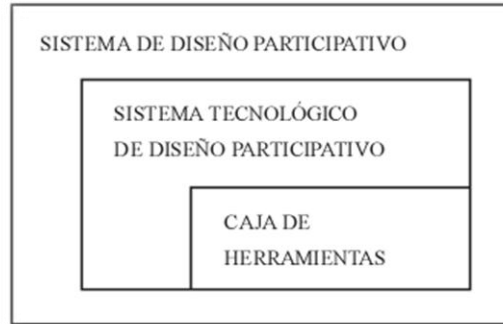 SISTEMA DE DISEÑO PARTICIPATIVO
SISTEMA TECNOLÓGICO
DE DISEÑO PARTICIPATIVO
CAJA DE
HERRAMIENTAS